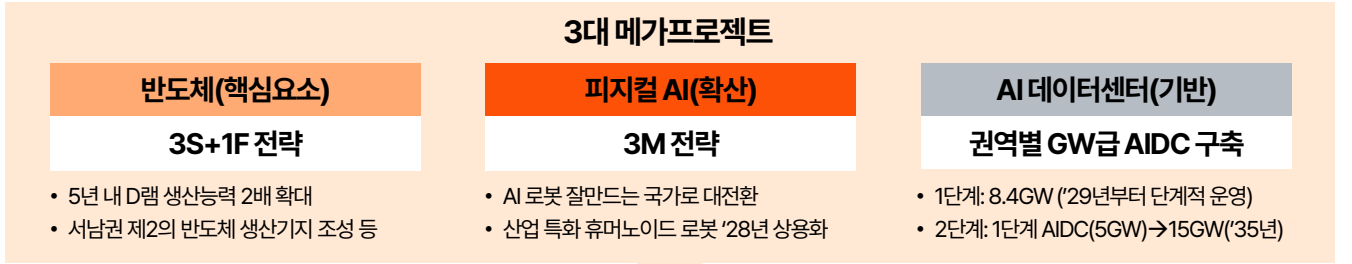 3대 메가프로젝트
반도체(핵심요소)
3S+1F 전략
• 5년 내 D램 생산능력 2배 확대
• 서남권 제2의 반도체 생산기지 조성 등
피지컬 AI(확산)
3M 전략
• AI 로봇 잘만드는 국가로 대전환
• 산업 특화 휴머노이드 로봇 '28년 상용화
AI 데이터센터(기반)
권역별 GW급 AIDC 구축
• 1단계: 8.4GW ('29년부터 단계적 운영)
• 2단계: 1단계 AIDC(5GW)→15GW('35년)